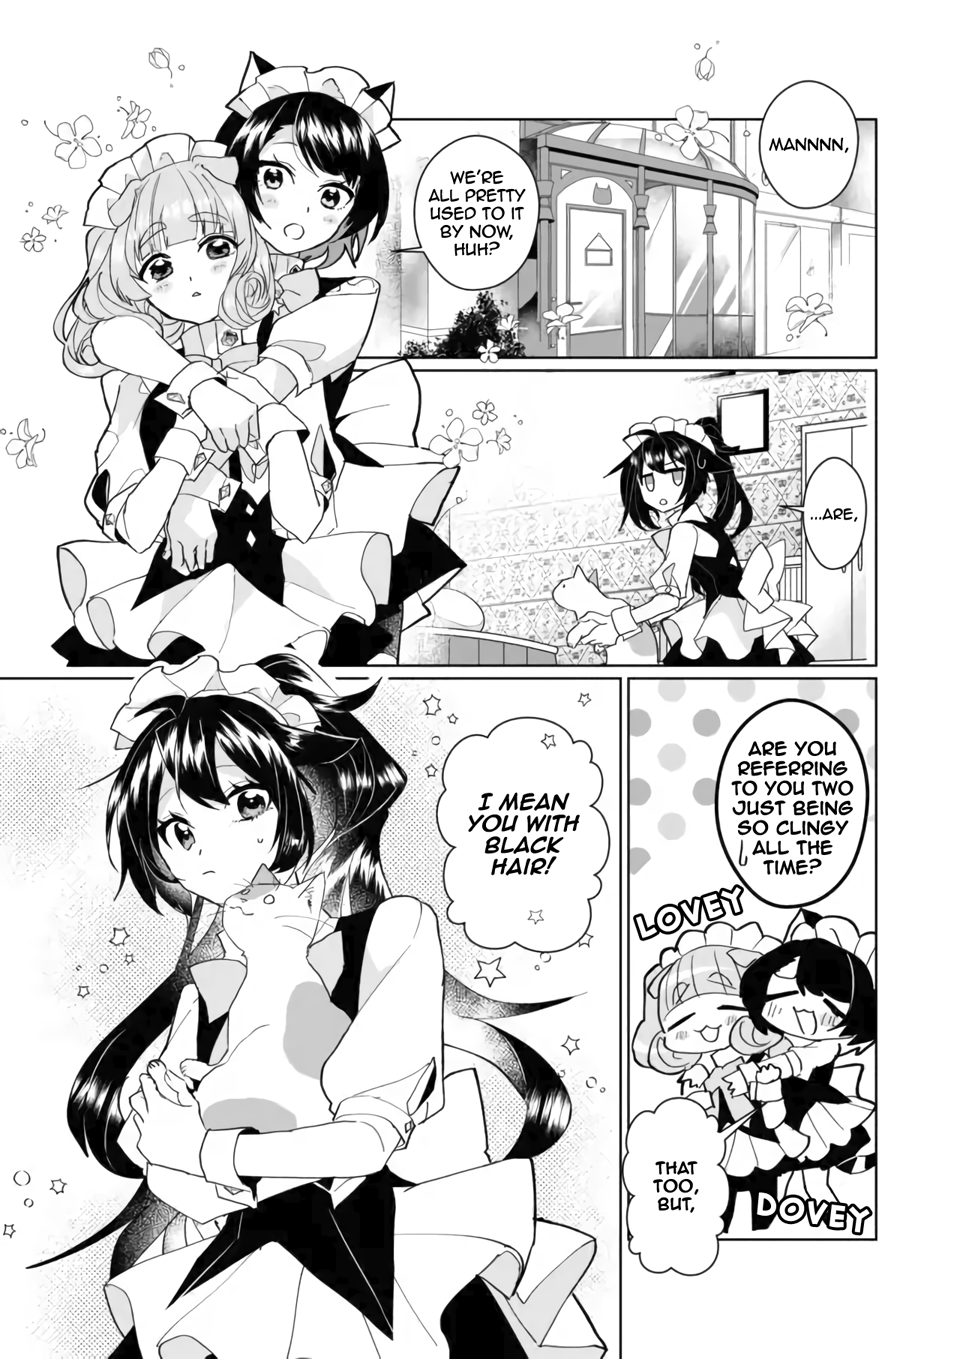 MANNNN,
WE'RE
ALL PRETTY
USED TO IT
BY NOW,
HUH?
...ARE,
ARE YOU
REFERRING
TO YOU TWO
JUST BEING
SO CLINGY
ALL THE
TIME?
LOVEY
DOVEY
THAT
TOO,
BUT,
I MEAN
YOU WITH
BLACK
HAIR!